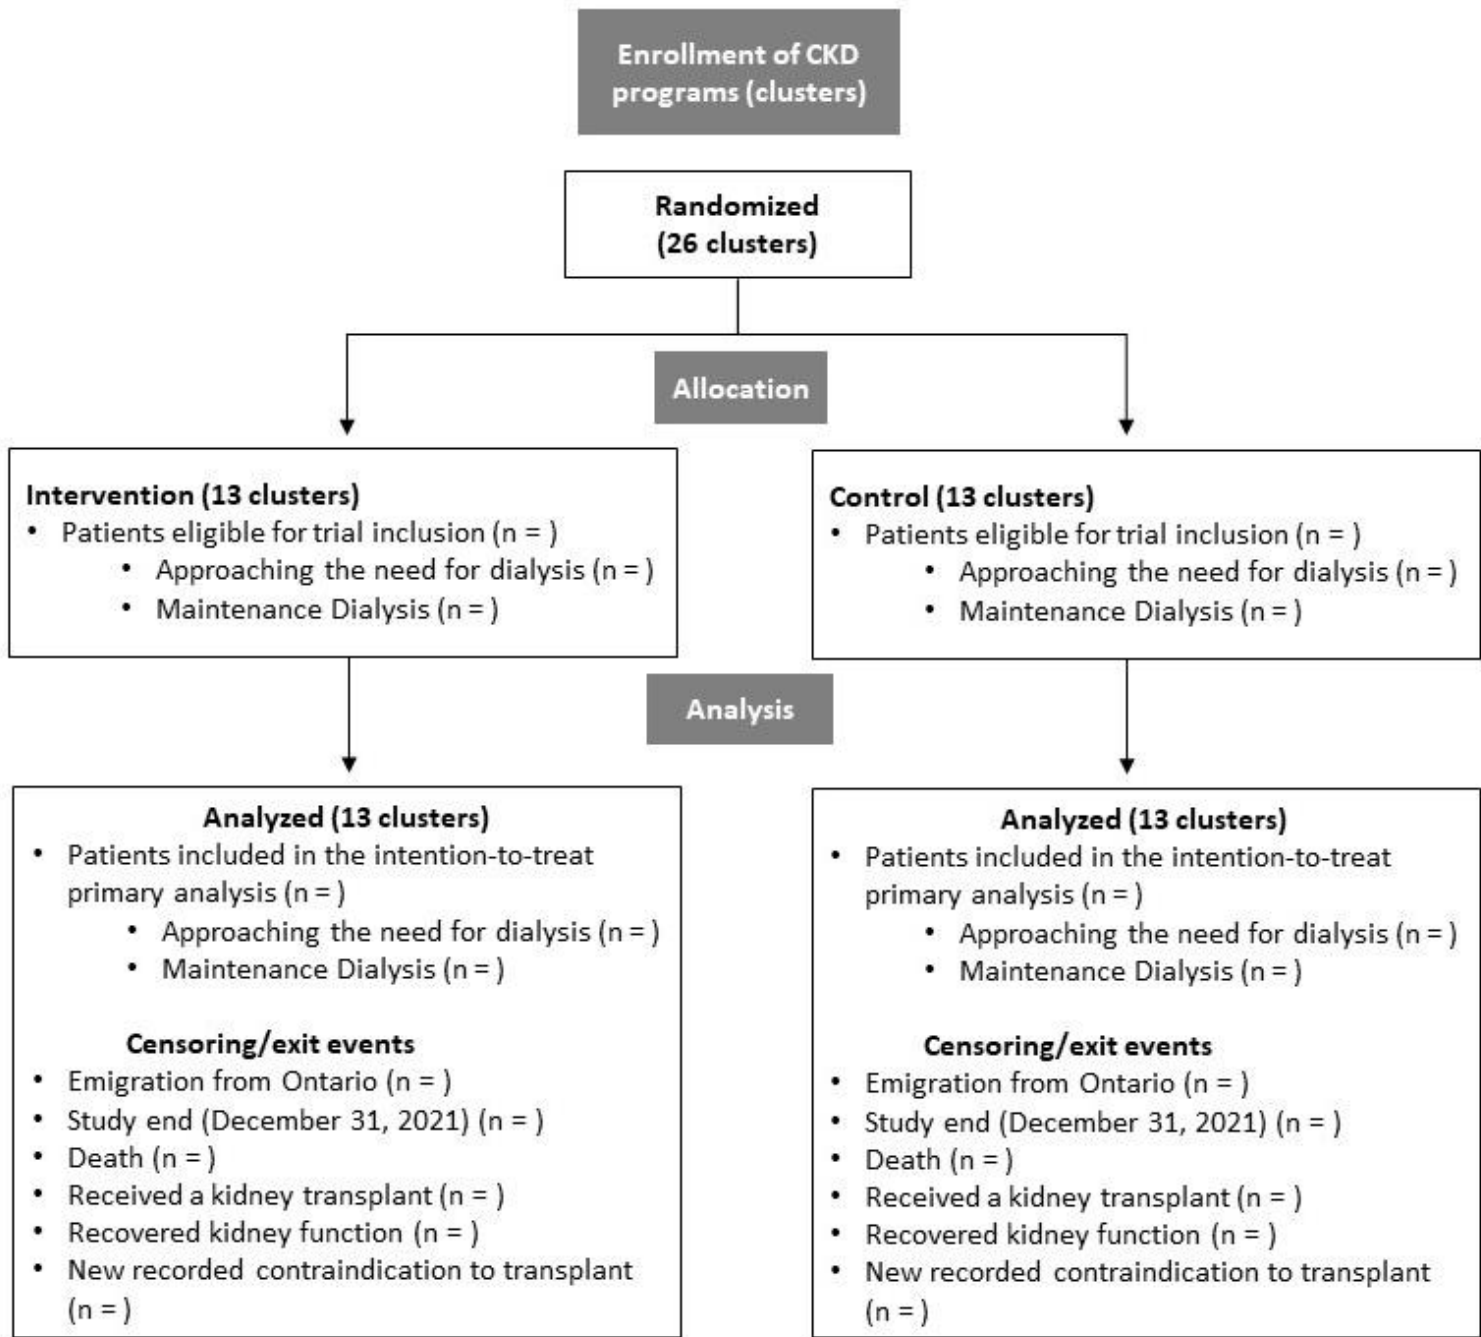 Enrollment of CKD
programs (clusters)
Randomized
(26 clusters)
Allocation
Intervention (13 clusters)
• Patients eligible for trial inclusion (n = )
• Approaching the need for dialysis (n = )
• Maintenance Dialysis (n = )
Control (13 clusters)
• Patients eligible for trial inclusion (n = )
• Approaching the need for dialysis (n = )
• Maintenance Dialysis (n = )
Analysis
Analyzed (13 clusters)
• Patients included in the intention-to-treat
primary analysis (n = )
• Approaching the need for dialysis (n = )
• Maintenance Dialysis (n = )
Censoring/exit events
• Emigration from Ontario (n = )
• Study end (December 31, 2021) (n = )
• Death (n = )
• Received a kidney transplant (n = )
• Recovered kidney function (n = )
• New recorded contraindication to transplant
(n = )
Analyzed (13 clusters)
• Patients included in the intention-to-treat
primary analysis (n = )
• Approaching the need for dialysis (n = )
• Maintenance Dialysis (n = )
Censoring/exit events
• Emigration from Ontario (n = )
• Study end (December 31, 2021) (n = )
• Death (n = )
• Received a kidney transplant (n = )
• Recovered kidney function (n = )
• New recorded contraindication to transplant
(n = )